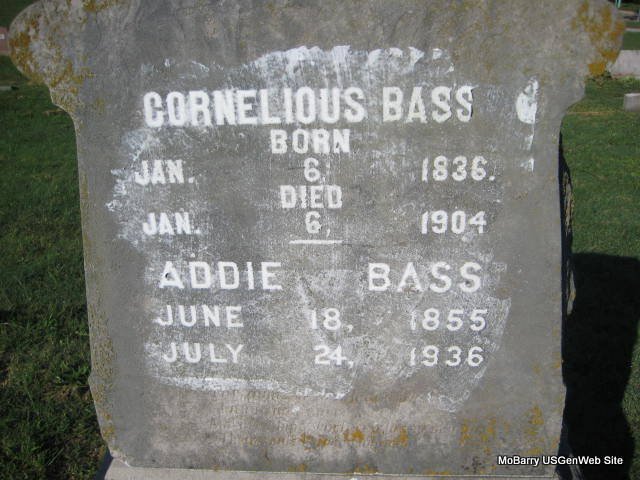 CORNELIOUS BASS
BORN
JAN. 6, 1836.
DIED
JAN. 6, 1904
ADDIE BASS
JUNE 18, 1855
JULY 24, 1936
MoBarry USGenWeb Site